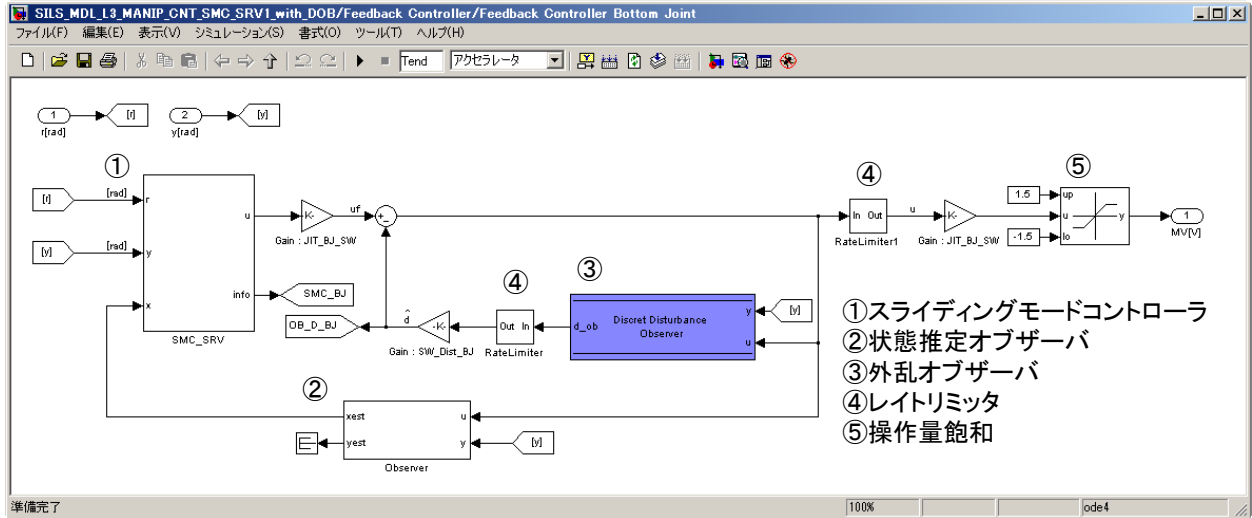 SILS_MDL_L3_MANIP_CNT_SMC_SRV1_with_DOB/Feedback Controller/Feedback Controller Bottom Joint
ファイル(F) 編集(E) 表示(V) シミュレーション(S) 書式(O) ツール(T) ヘルプ(H)
Tend アクセラレータ
1 [r] 2 [y]
r[rad] y[rad]
① ④ ⑤
[r] [rad] r u K- uf +_ In Out u K- 1.5 up u lo y 1
-1.5
Gain : JIT_BJ_SW RateLimiter1 Gain : JIT_BJ_SW MV[V]
[y] [rad] y
x info SMC_BJ
SMC_SRV
④ ③
OB_D_BJ ^d -K- Out In d_ob Discret Disturbance Observer y u [y]
Gain : SW_Dist_BJ RateLimiter
②
xest u
yest y [y]
Observer
①スライディングモードコントローラ
②状態推定オブザーバ
③外乱オブザーバ
④レイトリミッタ
⑤操作量飽和
準備完了 100% ode4